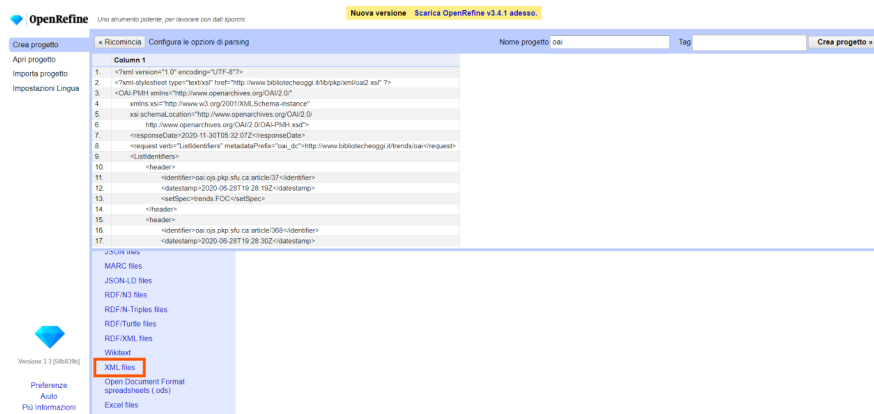 OpenRefine Uno strumento potente, per lavorare con dati sporchi.
Nuova versione Scarica OpenRefine v3.4.1 adesso.
Crea progetto
Apri progetto
Importa progetto
Impostazioni Lingua
« Ricomincia Configura le opzioni di parsing Nome progetto oai Tag Crea progetto »
Column 1
1. <?xml version="1.0" encoding="UTF-8"?>
2. <?xml-stylesheet type="text/xsl" href="http://www.bibliotecheoggi.it/lib/pkp/xml/oai2.xsl" ?>
3. <OAI-PMH xmlns="http://www.openarchives.org/OAI/2.0/"
4. xmlns:xsi="http://www.w3.org/2001/XMLSchema-instance"
5. xsi:schemaLocation="http://www.openarchives.org/OAI/2.0/
6. http://www.openarchives.org/OAI/2.0/OAI-PMH.xsd">
7. <responseDate>2020-11-30T05:32:07Z</responseDate>
8. <request verb="ListIdentifiers" metadataPrefix="oai_dc">http://www.bibliotecheoggi.it/trends/oai</request>
9. <ListIdentifiers>
10. <header>
11. <identifier>oai:ojs.pkp.sfu.ca:article/37</identifier>
12. <datestamp>2020-06-28T19:28:19Z</datestamp>
13. <setSpec>trends:FOC</setSpec>
14. </header>
15. <header>
16. <identifier>oai:ojs.pkp.sfu.ca:article/368</identifier>
17. <datestamp>2020-06-28T19:28:30Z</datestamp>
JSON files
MARC files
JSON-LD files
RDF/N3 files
RDF/N-Triples files
RDF/Turtle files
RDF/XML files
Wikitext
XML files
Open Document Format
spreadsheets (.ods)
Excel files
Versione 3.3 [58b839b]
Preferenze
Aiuto
Più Informazioni